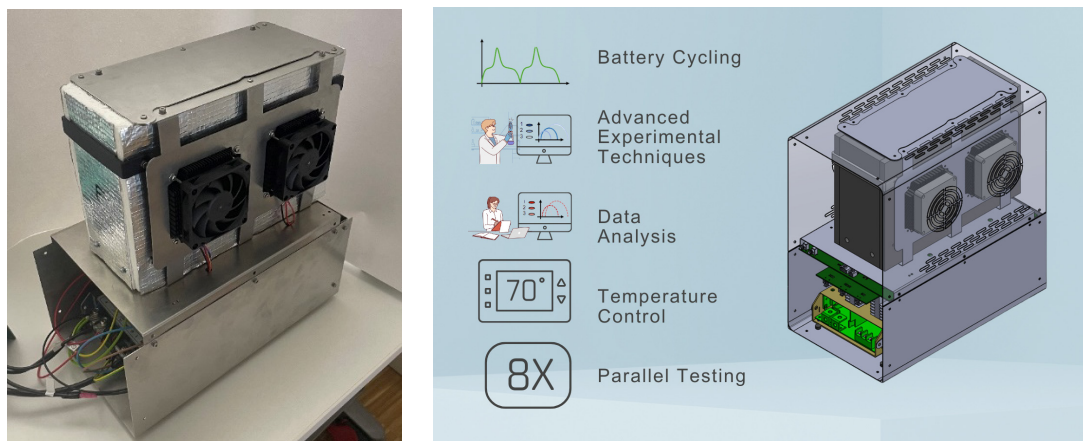 Battery Cycling
Advanced
Experimental
Techniques
Data
Analysis
70°
Temperature
Control
8X
Parallel Testing